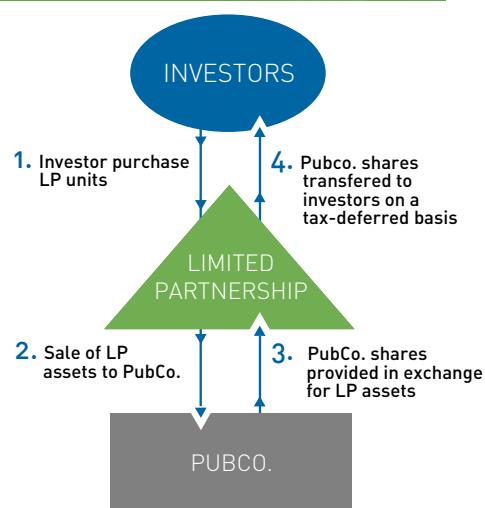 INVESTORS
1. Investor purchase
LP units
4. Pubco. shares
transfered to
investors on a
tax-deferred basis
LIMITED
PARTNERSHIP
2. Sale of LP
assets to PubCo.
3. PubCo. shares
provided in exchange
for LP assets
PUBCO.